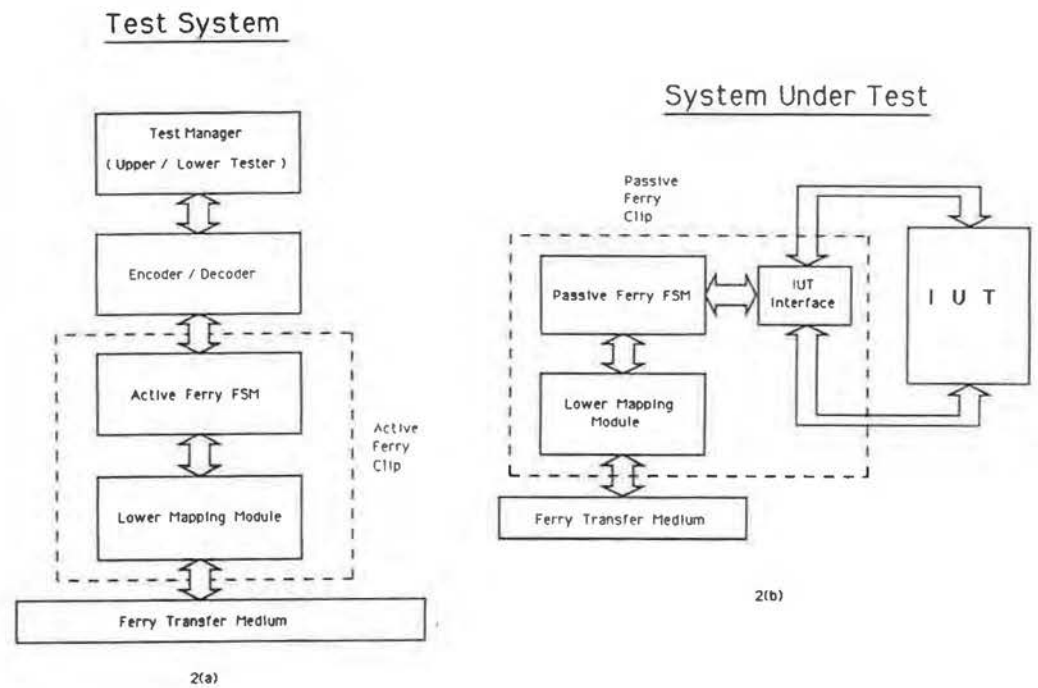 Test System
Test Manager
( Upper / Lower Tester )
Encoder / Decoder
Active Ferry FSM
Active
Ferry
Clip
Lower Mapping Module
Ferry Transfer Medium
2(a)
System Under Test
Passive
Ferry
Clip
Passive Ferry FSM
IUT
Interface
I U T
Lower Mapping
Module
Ferry Transfer Medium
2(b)